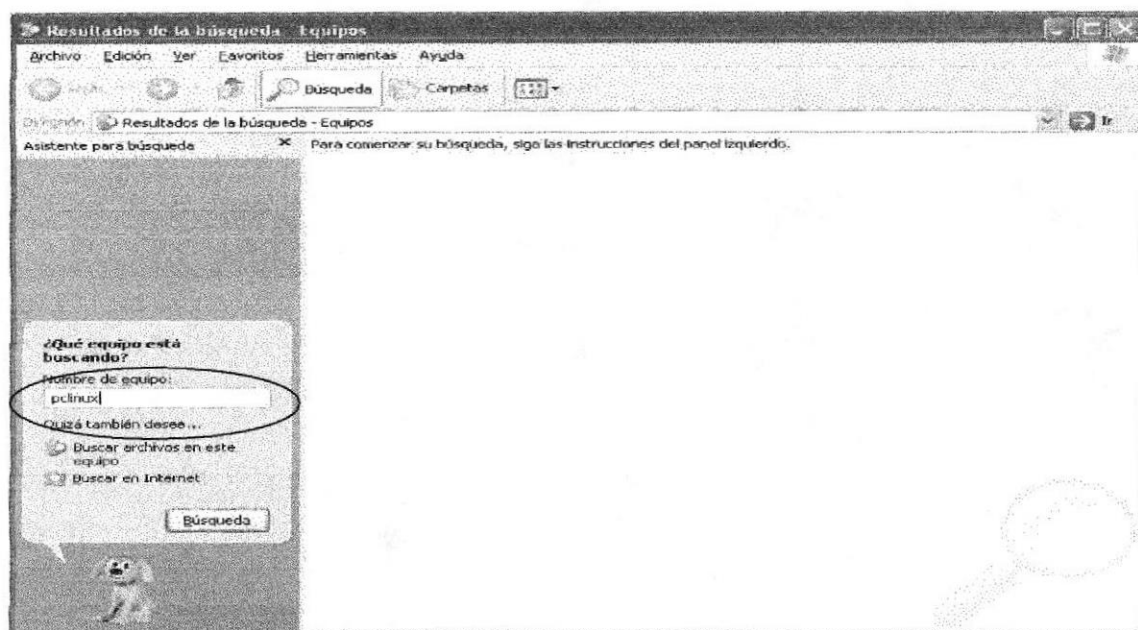 Resultados de la búsqueda Equipos
Archivo Edición Ver Favoritos Herramientas Ayuda
Búsqueda Carpetas
Resultados de la búsqueda - Equipos Ir
Asistente para búsqueda
Para comenzar su búsqueda, siga las instrucciones del panel izquierdo.
¿Qué equipo está
buscando?
Nombre de equipo:
pclinux
Quizá también desee...
Buscar archivos en este
equipo
Buscar en Internet
Búsqueda